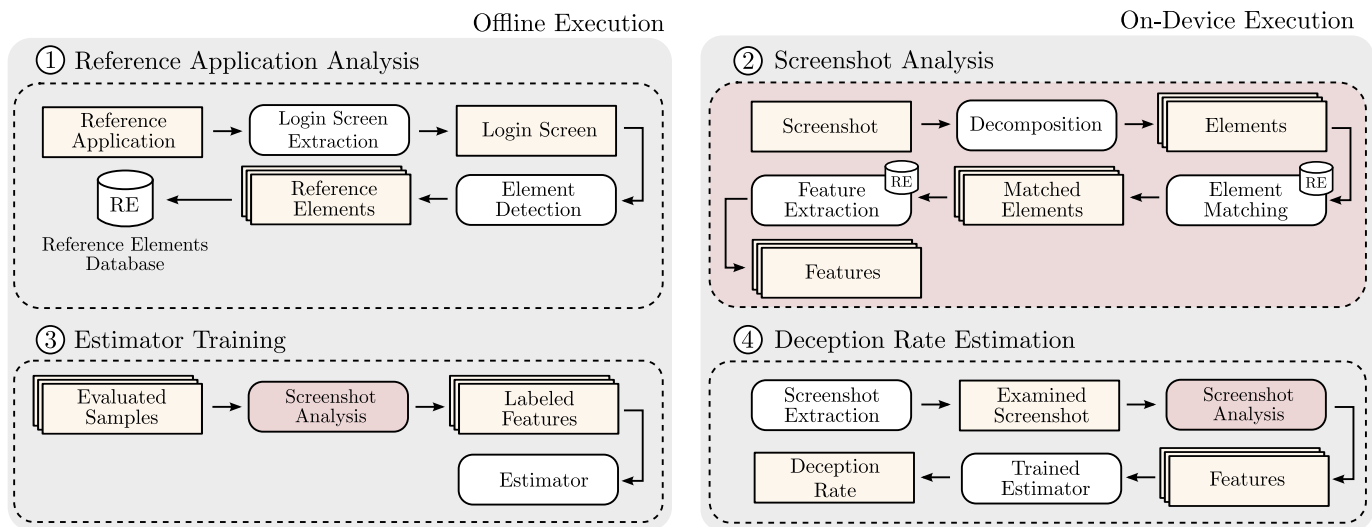 Offline Execution
1 Reference Application Analysis
Reference
Application
Login Screen
Extraction
Login Screen
Element
Detection
Reference
Elements
RE
Reference Elements
Database
3 Estimator Training
Evaluated
Samples
Screenshot
Analysis
Labeled
Features
Estimator
On-Device Execution
2 Screenshot Analysis
Screenshot
Decomposition
Elements
Element
Matching
RE
Matched
Elements
Feature
Extraction
RE
Features
4 Deception Rate Estimation
Screenshot
Extraction
Examined
Screenshot
Screenshot
Analysis
Features
Trained
Estimator
Deception
Rate